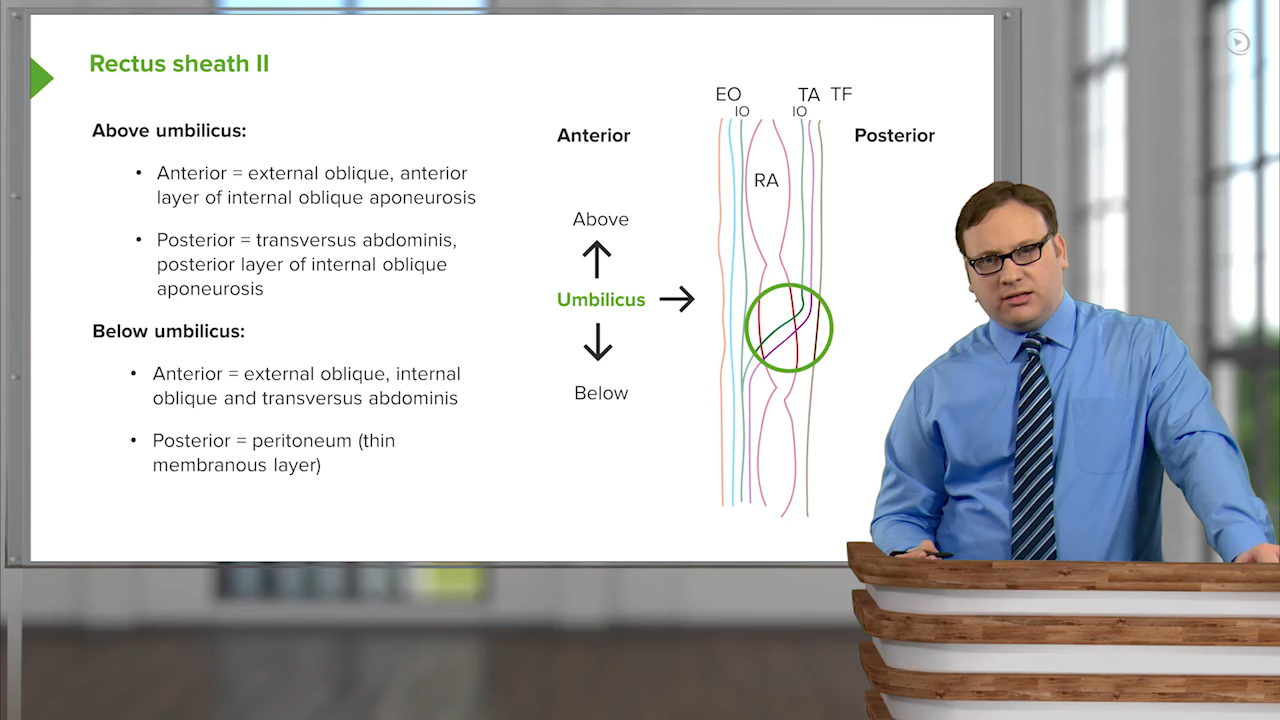 Rectus sheath II
Above umbilicus:
• Anterior = external oblique, anterior
layer of internal oblique aponeurosis
• Posterior = transversus abdominis,
posterior layer of internal oblique
aponeurosis
Below umbilicus:
• Anterior = external oblique, internal
oblique and transversus abdominis
• Posterior = peritoneum (thin
membranous layer)
EO TA TF
IO IO
Anterior Posterior
RA
Above
Umbilicus
Below